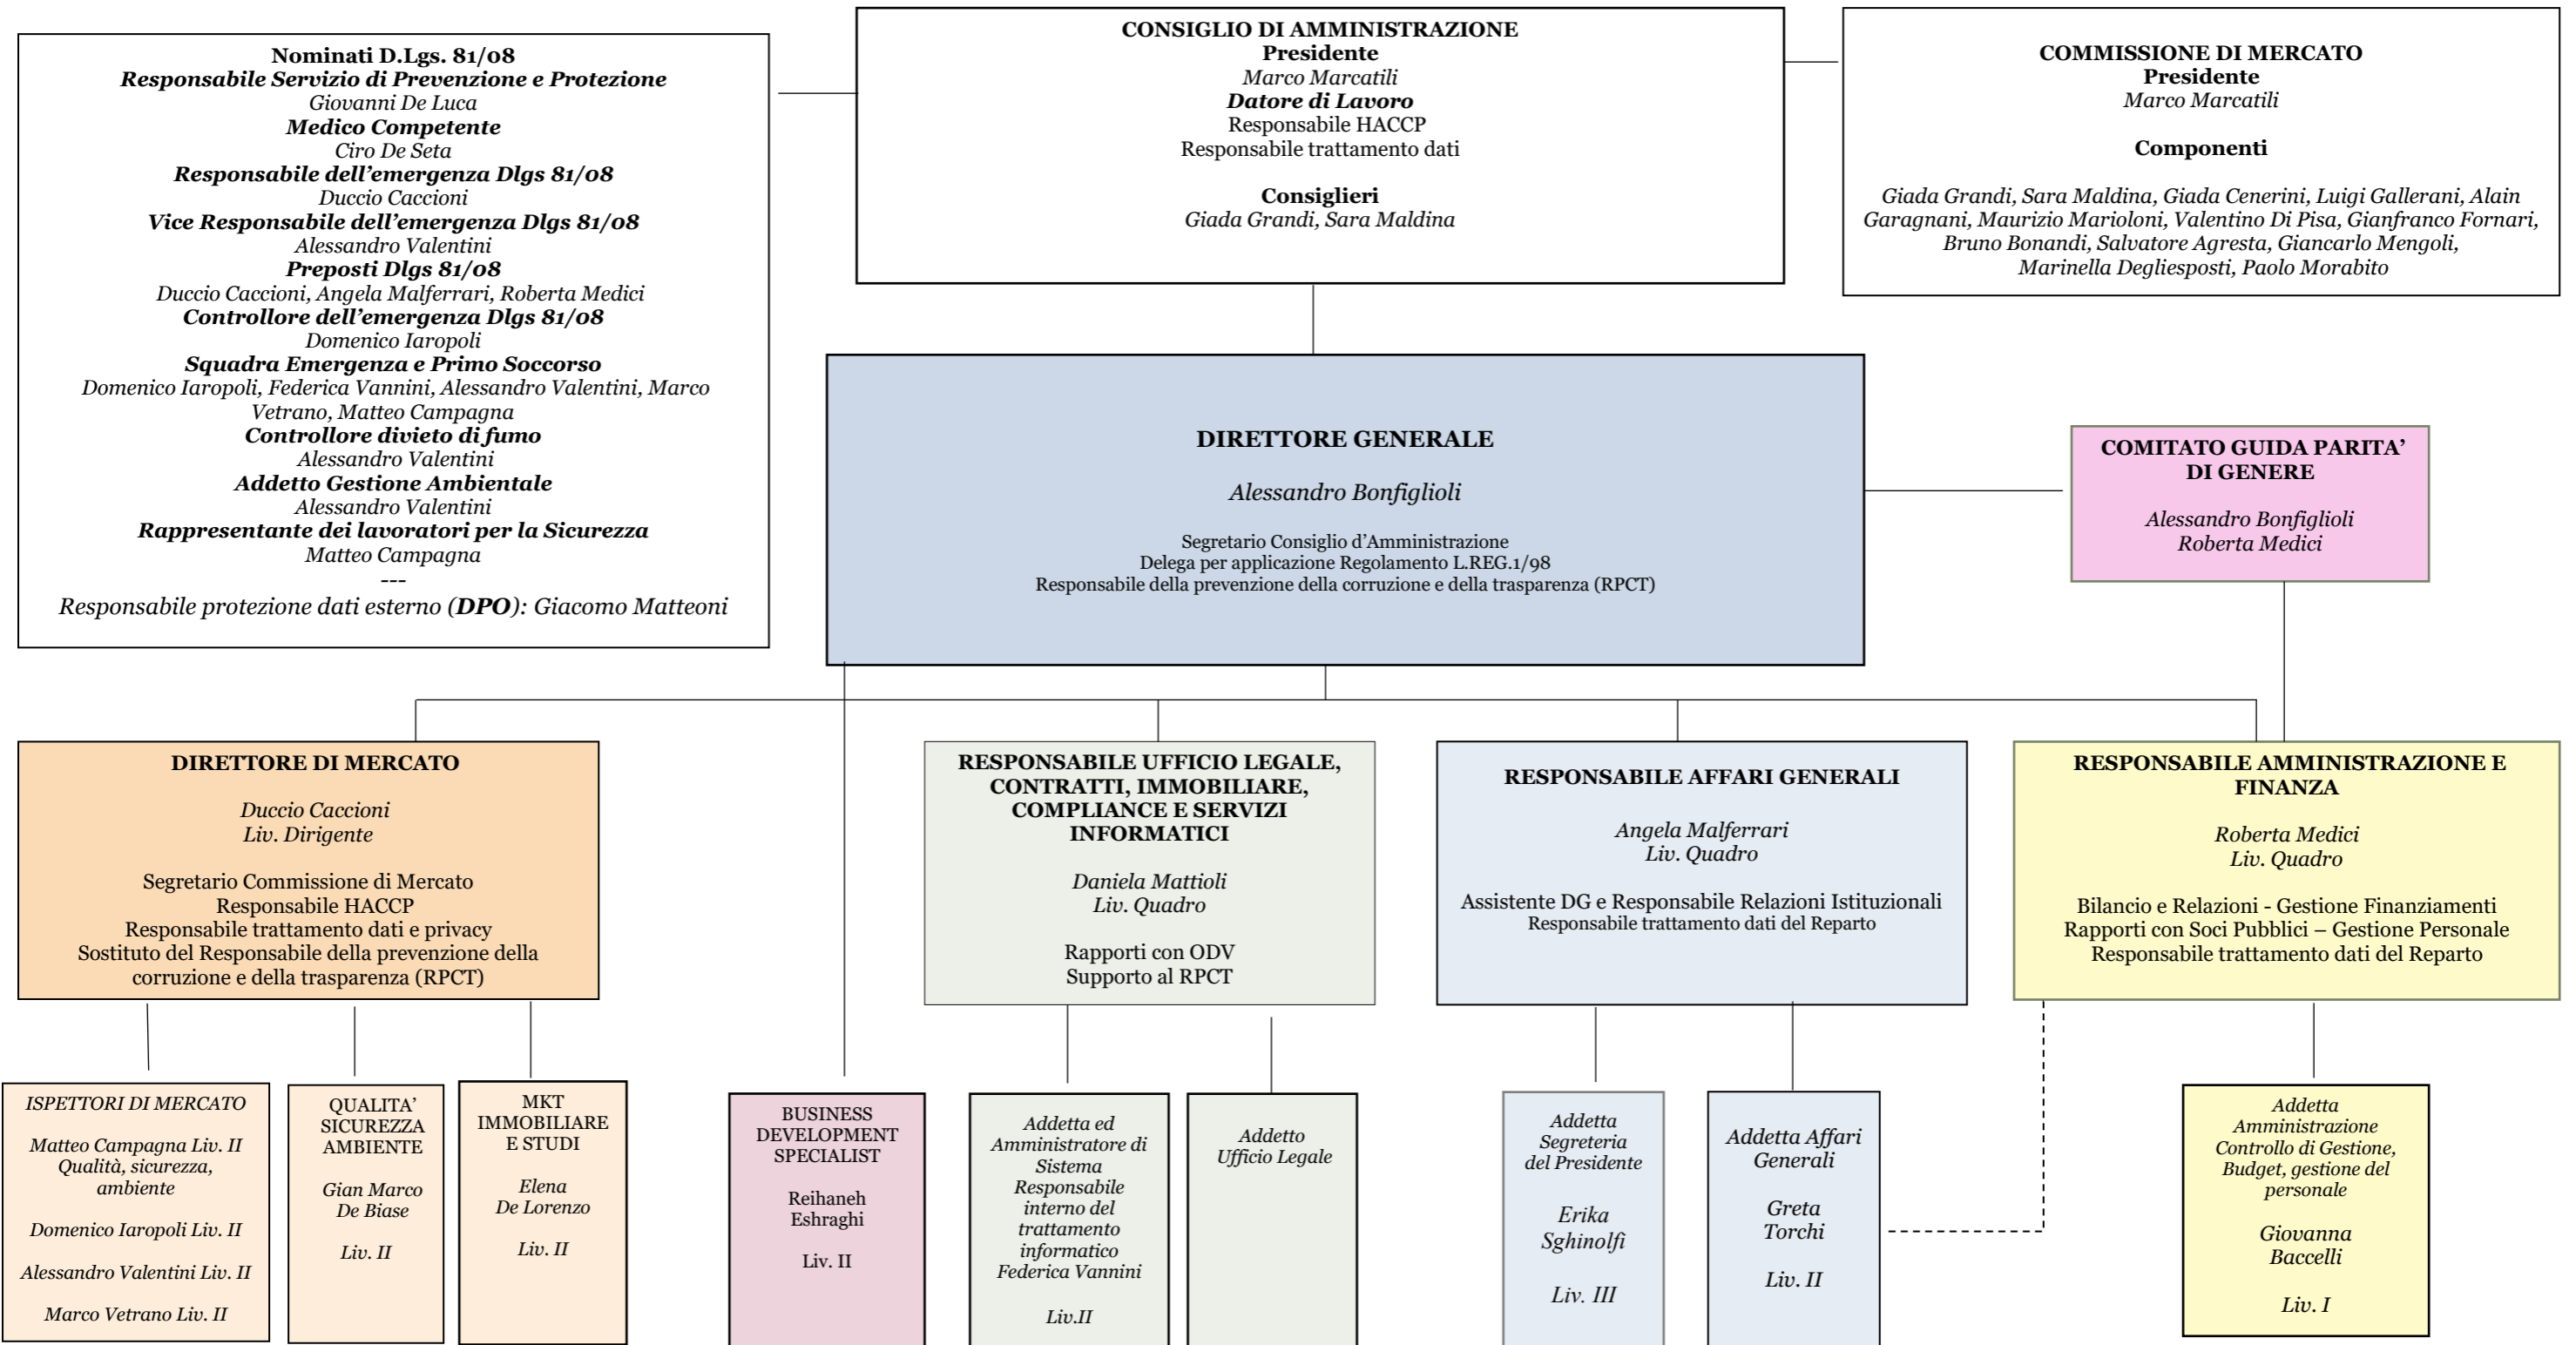 Nominati D.Lgs. 81/08
Responsabile Servizio di Prevenzione e Protezione
Giovanni De Luca
Medico Competente
Ciro De Seta
Responsabile dell'emergenza Dlgs 81/08
Duccio Caccioni
Vice Responsabile dell'emergenza Dlgs 81/08
Alessandro Valentini
Preposti Dlgs 81/08
Duccio Caccioni, Angela Malferrari, Roberta Medici
Controllore dell'emergenza Dlgs 81/08
Domenico Iaropoli
Squadra Emergenza e Primo Soccorso
Domenico Iaropoli, Federica Vannini, Alessandro Valentini, Marco
Vetrano, Matteo Campagna
Controllore divieto di fumo
Alessandro Valentini
Addetto Gestione Ambientale
Alessandro Valentini
Rappresentante dei lavoratori per la Sicurezza
Matteo Campagna
---
Responsabile protezione dati esterno (DPO): Giacomo Matteoni
CONSIGLIO DI AMMINISTRAZIONE
Presidente
Marco Marcatili
Datore di Lavoro
Responsabile HACCP
Responsabile trattamento dati
Consiglieri
Giada Grandi, Sara Maldina
COMMISSIONE DI MERCATO
Presidente
Marco Marcatili
Componenti
Giada Grandi, Sara Maldina, Giada Cenerini, Luigi Gallerani, Alain
Garagnani, Maurizio Marioloni, Valentino Di Pisa, Gianfranco Fornari,
Bruno Bonandi, Salvatore Agresta, Giancarlo Mengoli,
Marinella Degliesposti, Paolo Morabito
DIRETTORE GENERALE
Alessandro Bonfiglioli
Segretario Consiglio d'Amministrazione
Delega per applicazione Regolamento L.REG.1/98
Responsabile della prevenzione della corruzione e della trasparenza (RPCT)
COMITATO GUIDA PARITA'
DI GENERE
Alessandro Bonfiglioli
Roberta Medici
DIRETTORE DI MERCATO
Duccio Caccioni
Liv. Dirigente
Segretario Commissione di Mercato
Responsabile HACCP
Responsabile trattamento dati e privacy
Sostituto del Responsabile della prevenzione della
corruzione e della trasparenza (RPCT)
RESPONSABILE UFFICIO LEGALE,
CONTRATTI, IMMOBILIARE,
COMPLIANCE E SERVIZI
INFORMATICI
Daniela Mattioli
Liv. Quadro
Rapporti con ODV
Supporto al RPCT
RESPONSABILE AFFARI GENERALI
Angela Malferrari
Liv. Quadro
Assistente DG e Responsabile Relazioni Istituzionali
Responsabile trattamento dati del Reparto
RESPONSABILE AMMINISTRAZIONE E
FINANZA
Roberta Medici
Liv. Quadro
Bilancio e Relazioni - Gestione Finanziamenti
Rapporti con Soci Pubblici – Gestione Personale
Responsabile trattamento dati del Reparto
ISPETTORI DI MERCATO
Matteo Campagna Liv. II
Qualità, sicurezza,
ambiente
Domenico Iaropoli Liv. II
Alessandro Valentini Liv. II
Marco Vetrano Liv. II
QUALITA'
SICUREZZA
AMBIENTE
Gian Marco
De Biase
Liv. II
MKT
IMMOBILIARE
E STUDI
Elena
De Lorenzo
Liv. II
BUSINESS
DEVELOPMENT
SPECIALIST
Reihaneh
Eshraghi
Liv. II
Addetta ed
Amministratore di
Sistema
Responsabile
interno del
trattamento
informatico
Federica Vannini
Liv.II
Addetto
Ufficio Legale
Addetta
Segreteria
del Presidente
Erika
Sghinolfi
Liv. III
Addetta Affari
Generali
Greta
Torchi
Liv. II
Addetta
Amministrazione
Controllo di Gestione,
Budget, gestione del
personale
Giovanna
Baccelli
Liv. I